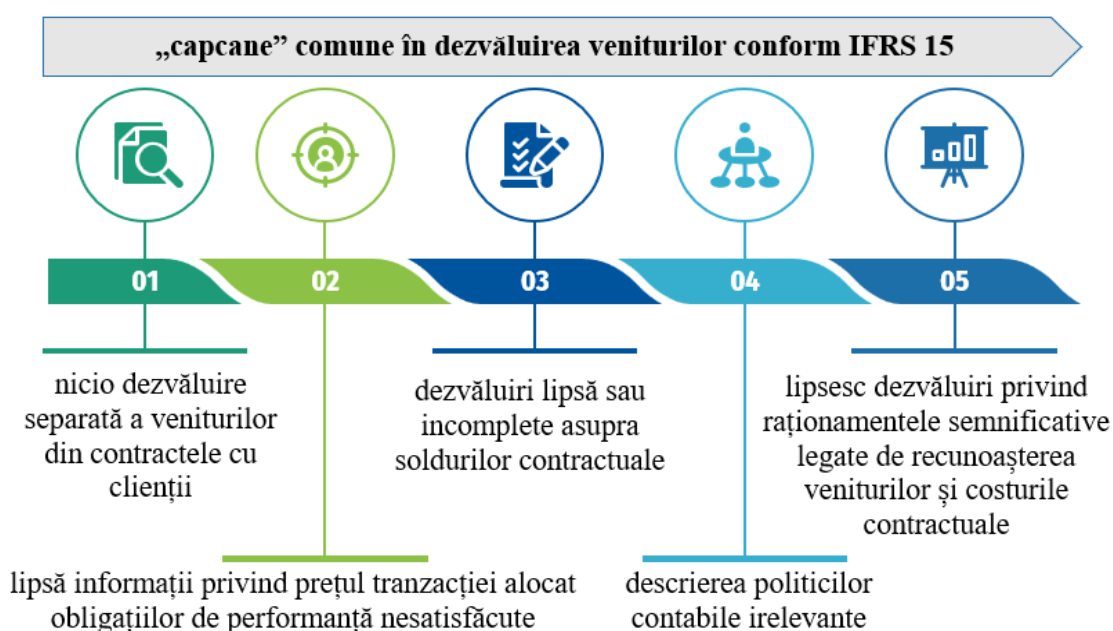 „capcane” comune în dezvăluirea veniturilor conform IFRS 15
01
02
03
04
05
nicio dezvăluire
separată a veniturilor
din contractele cu
clienții
lipsă informații privind prețul tranzacției alocat
obligațiilor de performanță nesatisfăcute
dezvăluiri lipsă sau
incomplete asupra
soldurilor contractuale
descrierea politicilor
contabile irelevante
lipsesc dezvăluiri privind
raționamentele semnificative
legate de recunoașterea
veniturilor și costurile
contractuale